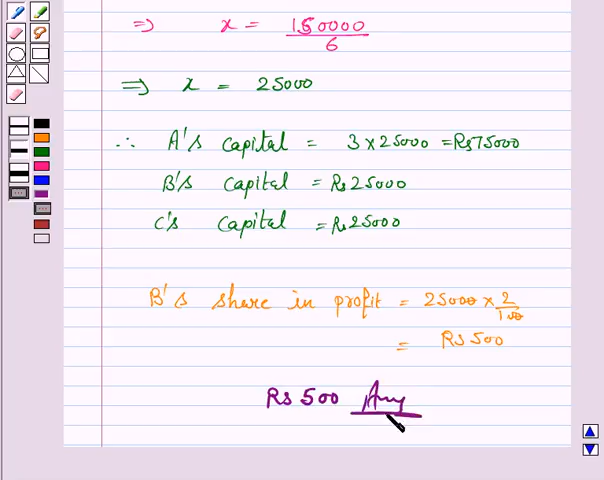 ⇒ x = 150000/6
⇒ x = 25000
∴ A's capital = 3 × 25000 = Rs75000
B's capital = Rs25000
C's capital = Rs25000
B's share in profit = 25000 × 2/100
= Rs 500
Rs 500 Ans